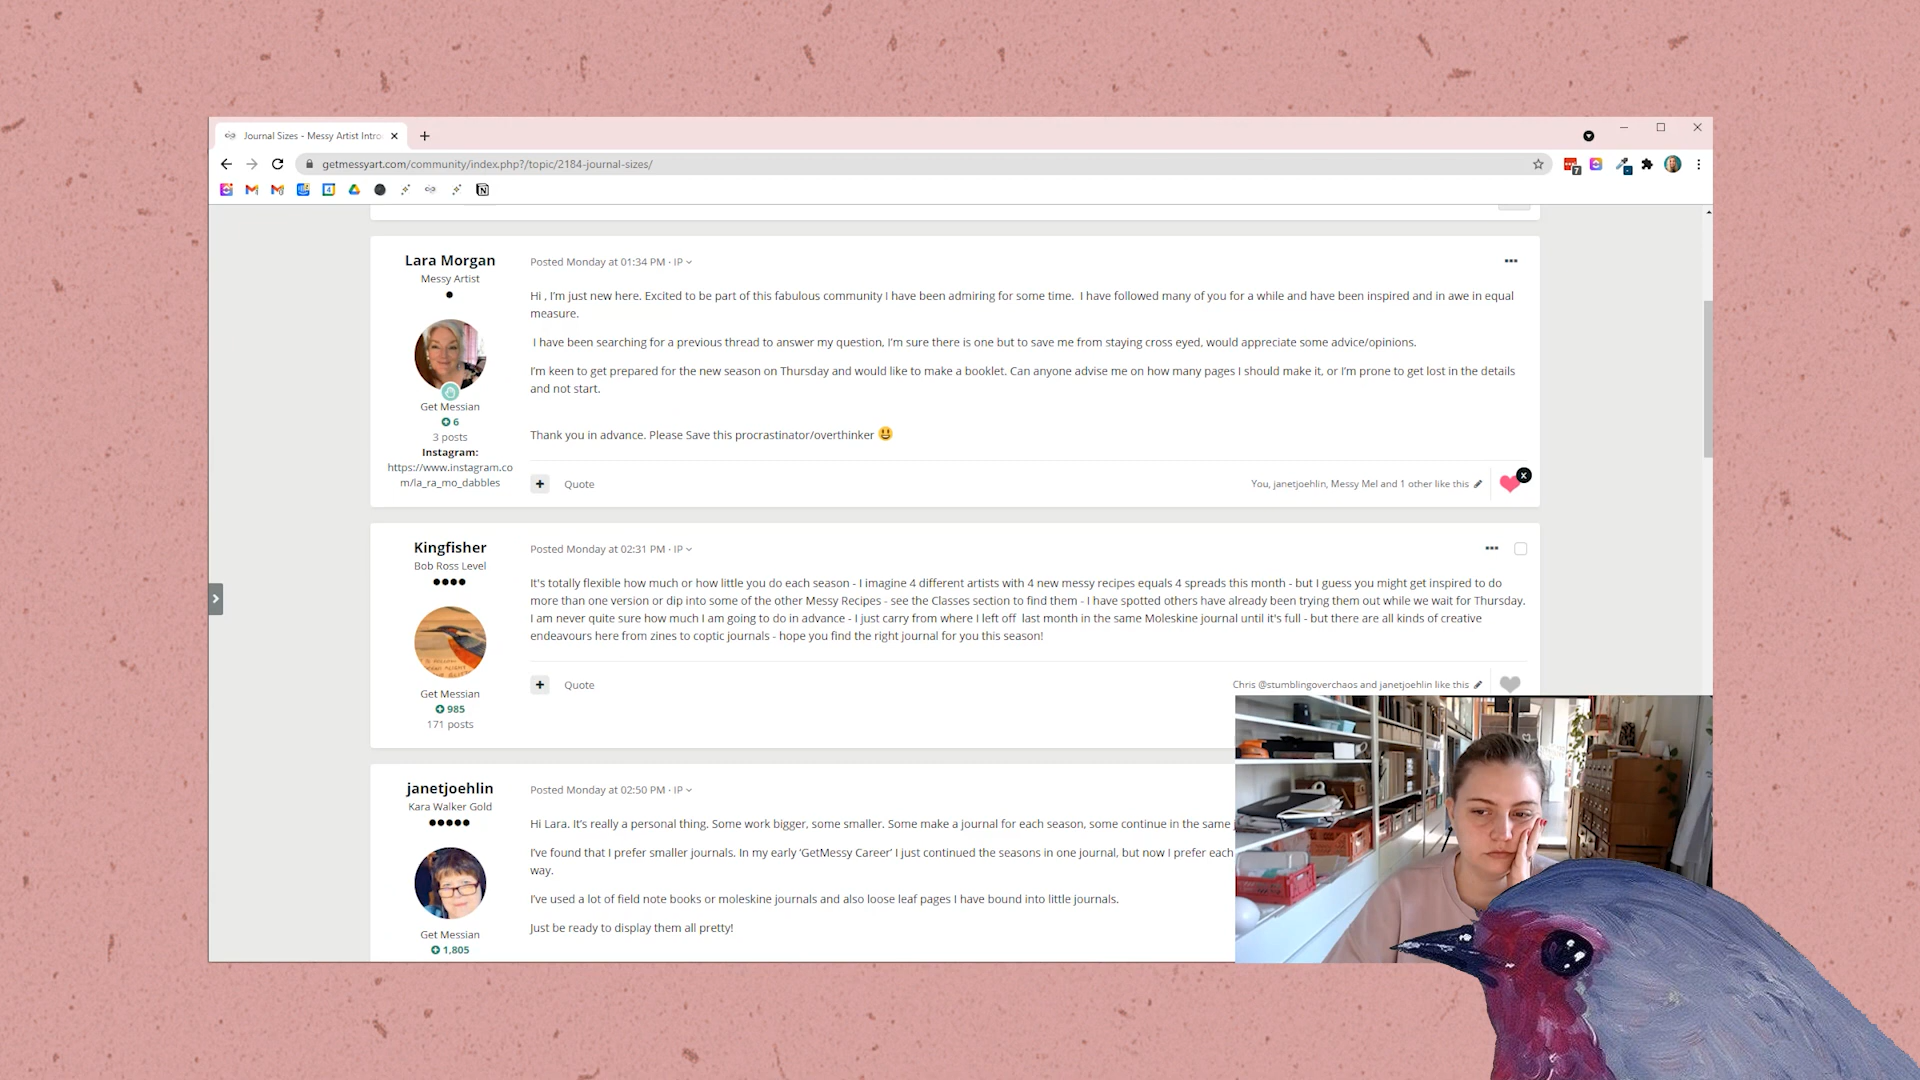 Journal Sizes - Messy Artist Intro
getmessyart.com/community/index.php?/topic/2184-journal-sizes/
7
Lara Morgan
Messy Artist
Get Messian
6
3 posts
Instagram:
https://www.instagram.co
m/la_ra_mo_dabbles
Posted Monday at 01:34 PM · IP
Hi , I'm just new here. Excited to be part of this fabulous community I have been admiring for some time.  I have followed many of you for a while and have been inspired and in awe in equal
measure.
I have been searching for a previous thread to answer my question, I'm sure there is one but to save me from staying cross eyed, would appreciate some advice/opinions.
I'm keen to get prepared for the new season on Thursday and would like to make a booklet. Can anyone advise me on how many pages I should make it, or I'm prone to get lost in the details
and not start.
Thank you in advance. Please Save this procrastinator/overthinker
Quote
You, janetjoehlin, Messy Mel and 1 other like this
Kingfisher
Bob Ross Level
Get Messian
985
171 posts
Posted Monday at 02:31 PM · IP
It's totally flexible how much or how little you do each season - I imagine 4 different artists with 4 new messy recipes equals 4 spreads this month - but I guess you might get inspired to do
more than one version or dip into some of the other Messy Recipes - see the Classes section to find them - I have spotted others have already been trying them out while we wait for Thursday.
I am never quite sure how much I am going to do in advance - I just carry from where I left off  last month in the same Moleskine journal until it's full - but there are all kinds of creative
endeavours here from zines to coptic journals - hope you find the right journal for you this season!
Quote
Chris @stumblingoverchaos and janetjoehlin like this
janetjoehlin
Kara Walker Gold
Get Messian
1,805
Posted Monday at 02:50 PM · IP
Hi Lara. It's really a personal thing. Some work bigger, some smaller. Some make a journal for each season, some continue in the same
I've found that I prefer smaller journals. In my early 'GetMessy Career' I just continued the seasons in one journal, but now I prefer each
way.
I've used a lot of field note books or moleskine journals and also loose leaf pages I have bound into little journals.
Just be ready to display them all pretty!